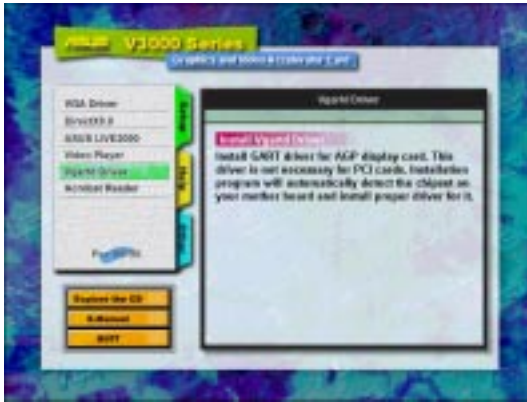 ASUS V3000 Series
Graphics and Video Accelerator Card
VGA Driver
DirectX
ASUS LIVE3000
Video Player
Vgartd Driver
Acrobat Reader
Setup
Help
Explore the CD
E-Manual
QUIT
Vgartd Driver
Install Vgartd Driver
Install GART driver for AGP display card. This
driver is not necessary for PCI cards. Installation
program will automatically detect the chipset on
your mother board and install proper driver for it.